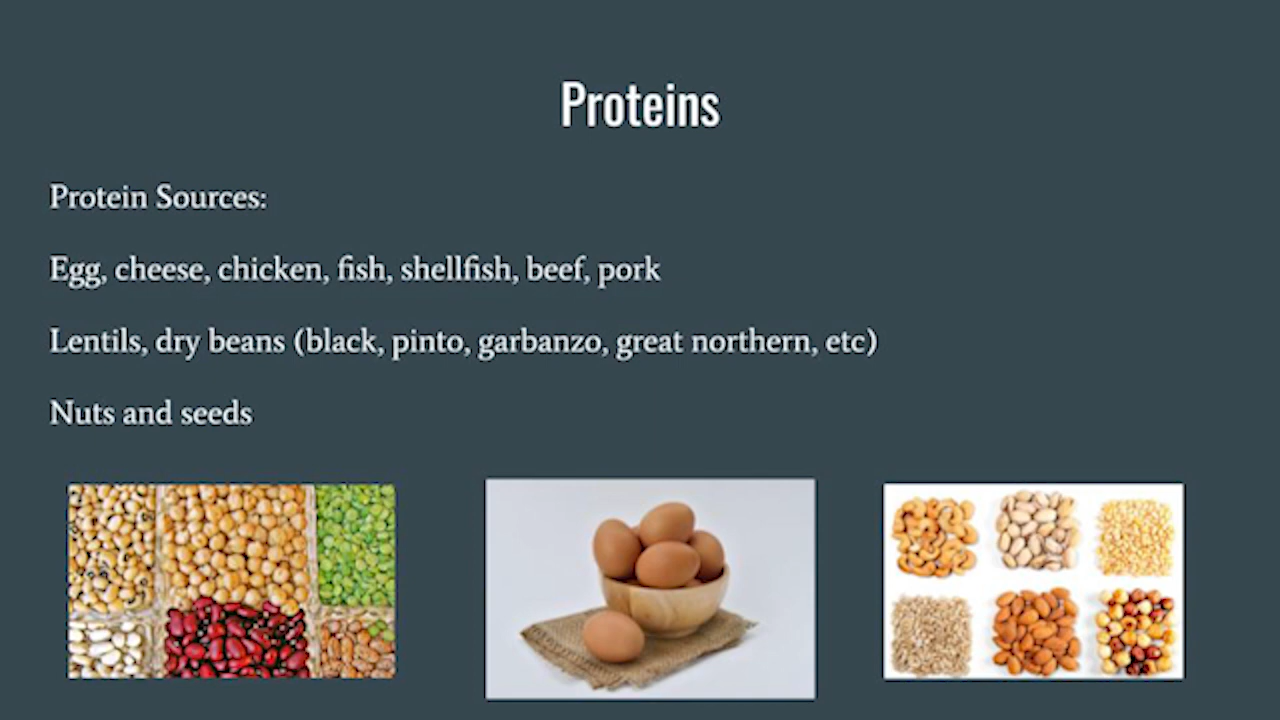 Proteins
Protein Sources:
Egg, cheese, chicken, fish, shellfish, beef, pork
Lentils, dry beans (black, pinto, garbanzo, great northern, etc)
Nuts and seeds